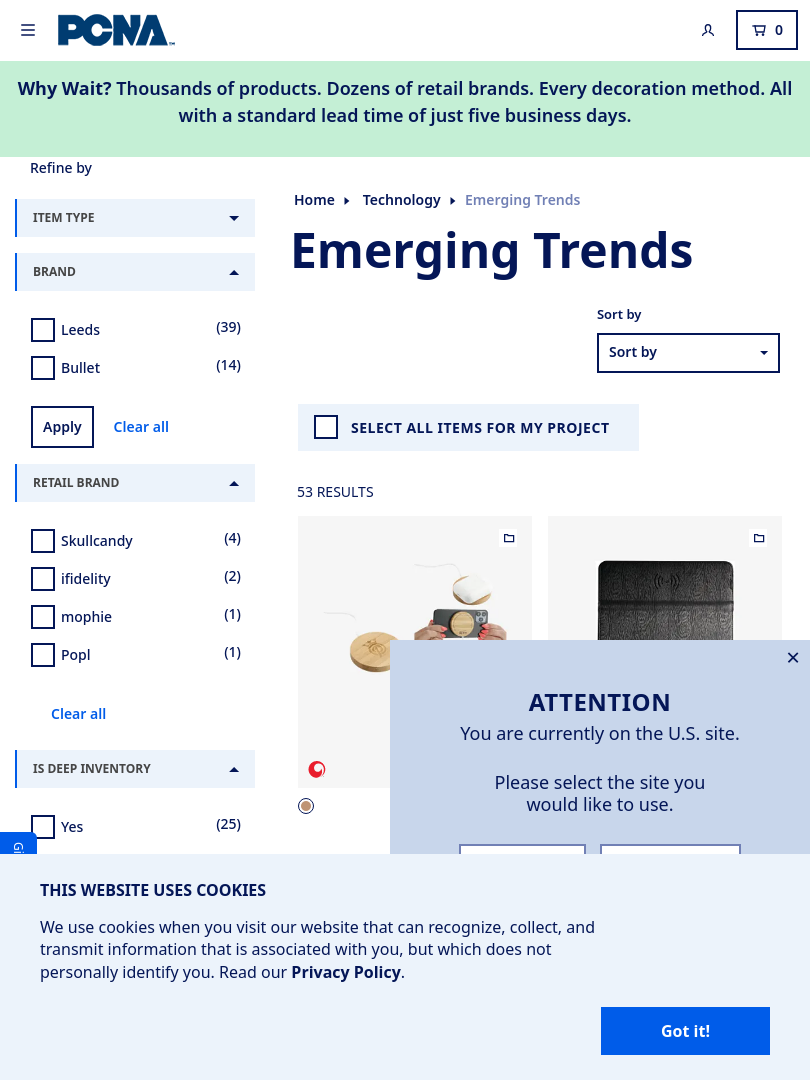 PCNA
0
Why Wait? Thousands of products. Dozens of retail brands. Every decoration method. All
with a standard lead time of just five business days.
Refine by
ITEM TYPE
BRAND
Leeds (39)
Bullet (14)
Apply Clear all
RETAIL BRAND
Skullcandy (4)
ifidelity (2)
mophie (1)
Popl (1)
Clear all
IS DEEP INVENTORY
Yes (25)
Home Technology Emerging Trends
Emerging Trends
Sort by
Sort by
SELECT ALL ITEMS FOR MY PROJECT
53 RESULTS
ATTENTION
You are currently on the U.S. site.
Please select the site you
would like to use.
THIS WEBSITE USES COOKIES
We use cookies when you visit our website that can recognize, collect, and
transmit information that is associated with you, but which does not
personally identify you. Read our Privacy Policy.
Got it!